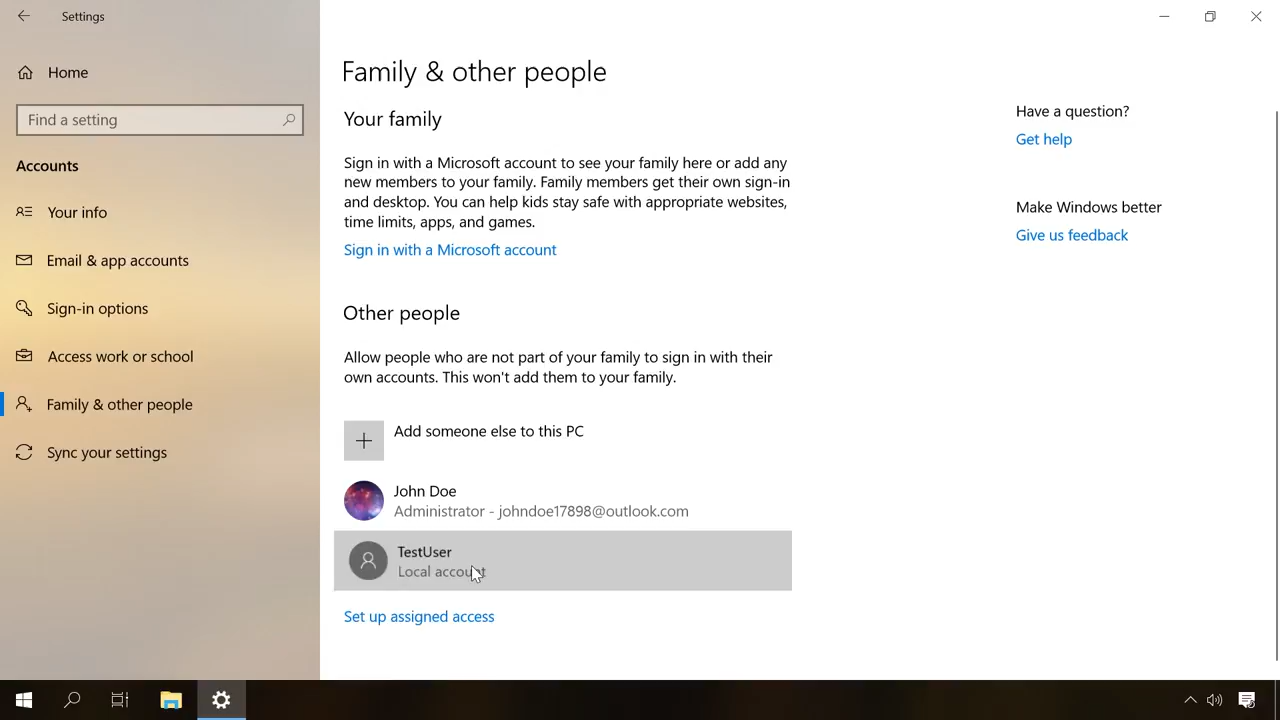 Settings
Home
Find a setting
Accounts
Your info
Email & app accounts
Sign-in options
Access work or school
Family & other people
Sync your settings
Family & other people
Your family
Sign in with a Microsoft account to see your family here or add any
new members to your family. Family members get their own sign-in
and desktop. You can help kids stay safe with appropriate websites,
time limits, apps, and games.
Sign in with a Microsoft account
Other people
Allow people who are not part of your family to sign in with their
own accounts. This won't add them to your family.
Add someone else to this PC
John Doe
Administrator - johndoe17898@outlook.com
TestUser
Local account
Set up assigned access
Have a question?
Get help
Make Windows better
Give us feedback